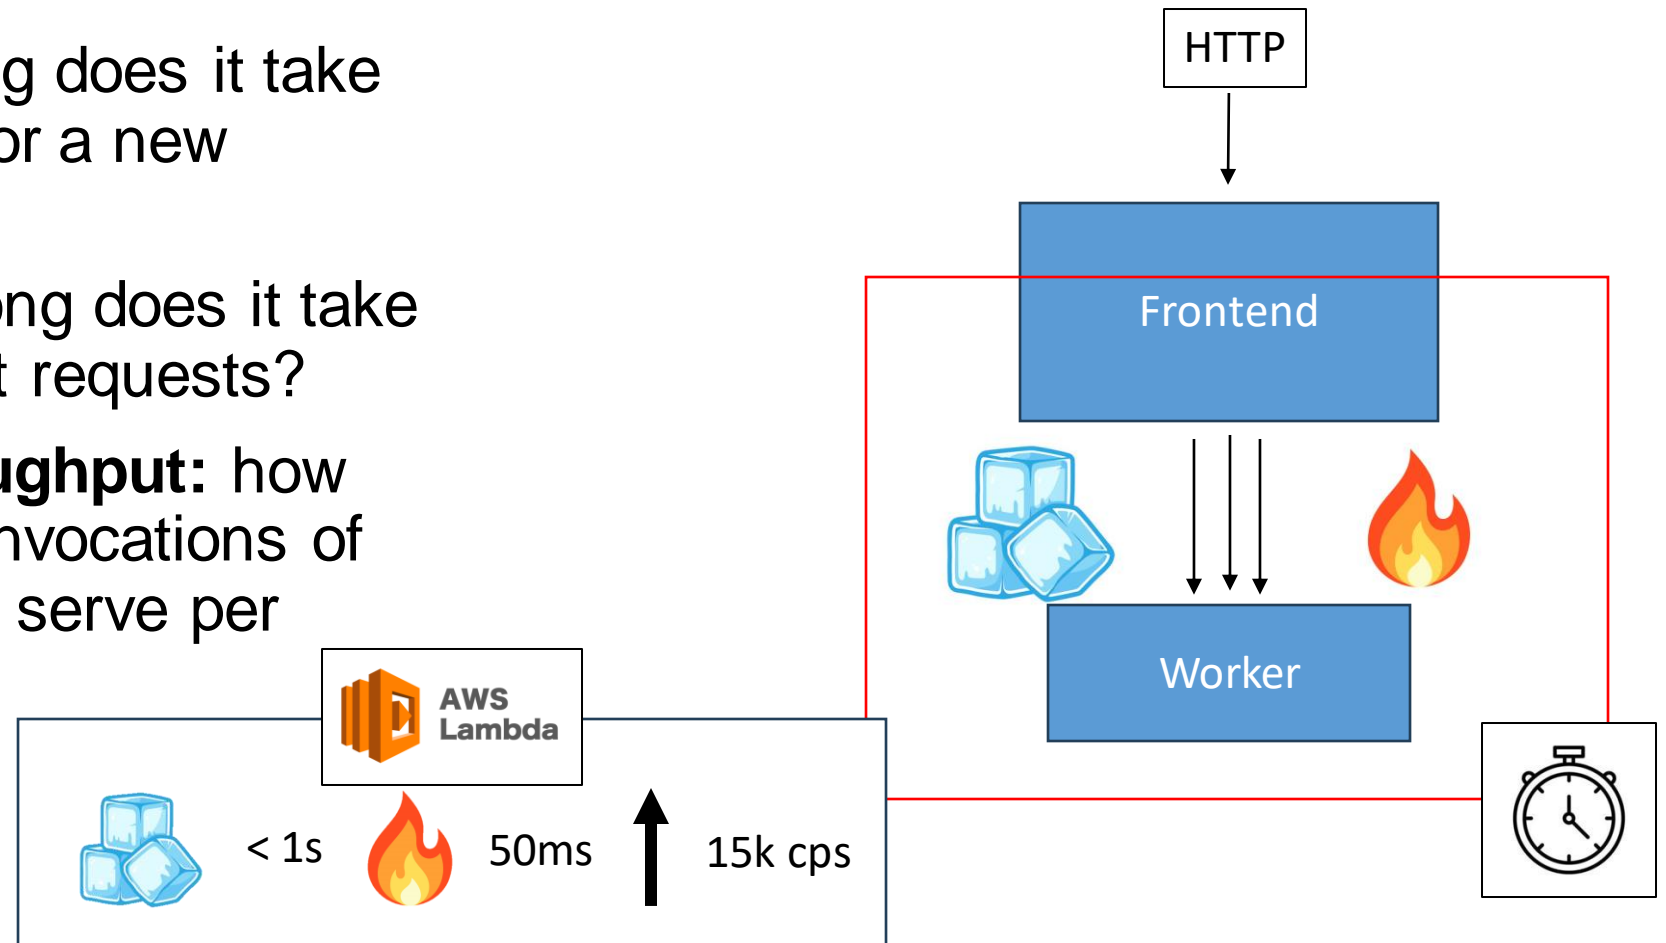 g does it take
or a new
ong does it take
t requests?
ughput: how
nvocations of
serve per
HTTP
Frontend
Worker
AWS
Lambda
< 1s
50ms
15k cps